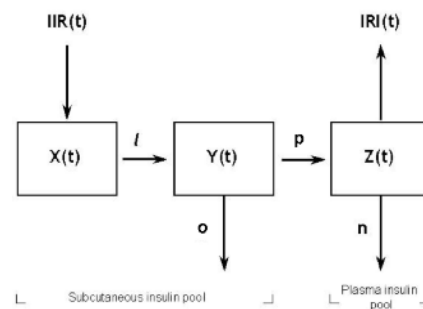 IIR(t)
IRI(t)
X(t)
l
Y(t)
p
Z(t)
o
n
Subcutaneous insulin pool
Plasma insulin
pool